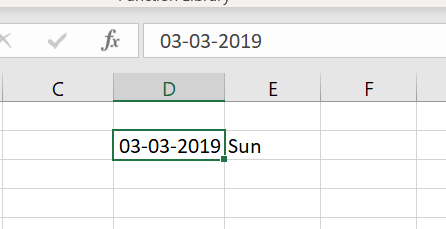 Function Library
fx 03-03-2019
C D E F
03-03-2019 Sun